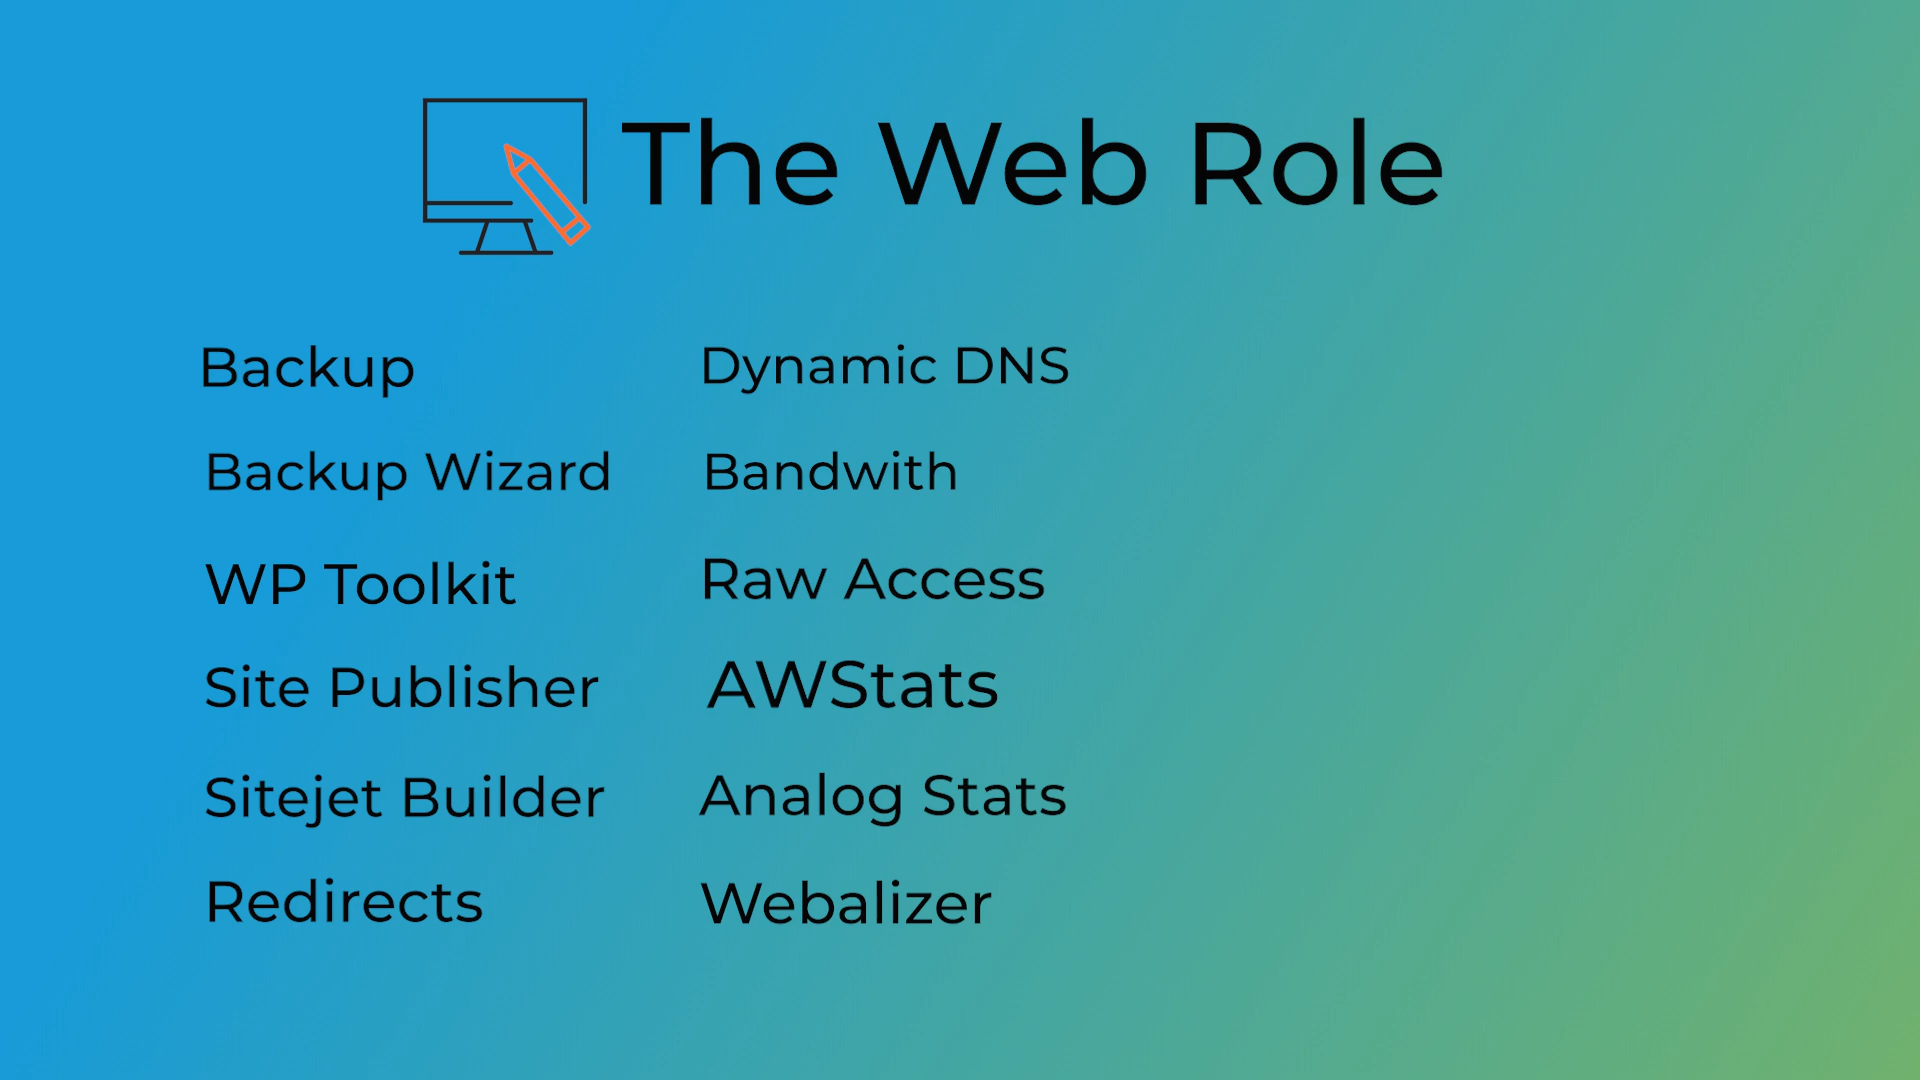 The Web Role
Backup
Backup Wizard
WP Toolkit
Site Publisher
Sitejet Builder
Redirects
Dynamic DNS
Bandwith
Raw Access
AWStats
Analog Stats
Webalizer